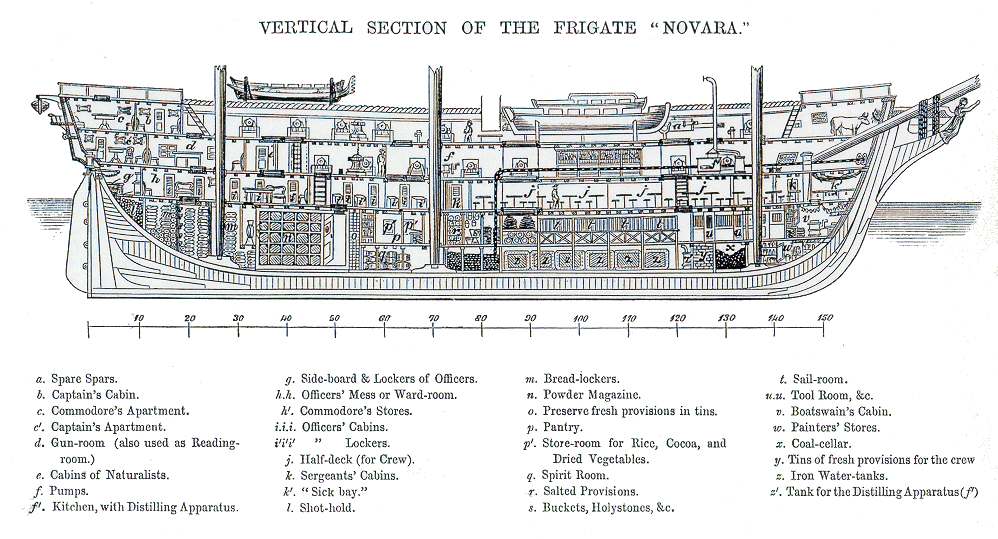 VERTICAL SECTION OF THE FRIGATE “NOVARA.”
10 20 30 40 50 60 70 80 90 100 110 120 130 140 150
a. Spare Spars.
b. Captain's Cabin.
c. Commodore's Apartment.
c'. Captain's Apartment.
d. Gun-room (also used as Reading-
room.)
e. Cabins of Naturalists.
f. Pumps.
f'. Kitchen, with Distilling Apparatus.
g. Side-board & Lockers of Officers.
h.h. Officers' Mess or Ward-room.
h'. Commodore's Stores.
i.i.i. Officers' Cabins.
i'i'i' ” Lockers.
j. Half-deck (for Crew).
k. Sergeants' Cabins.
k'. “Sick bay.”
l. Shot-hold.
m. Bread-lockers.
n. Powder Magazine.
o. Preserve fresh provisions in tins.
p. Pantry.
p'. Store-room for Rice, Cocoa, and
Dried Vegetables.
q. Spirit Room.
r. Salted Provisions.
s. Buckets, Holystones, &c.
t. Sail-room.
u.u. Tool Room, &c.
v. Boatswain's Cabin.
w. Painters' Stores.
x. Coal-cellar.
y. Tins of fresh provisions for the crew
z. Iron Water-tanks.
z'. Tank for the Distilling Apparatus (f')